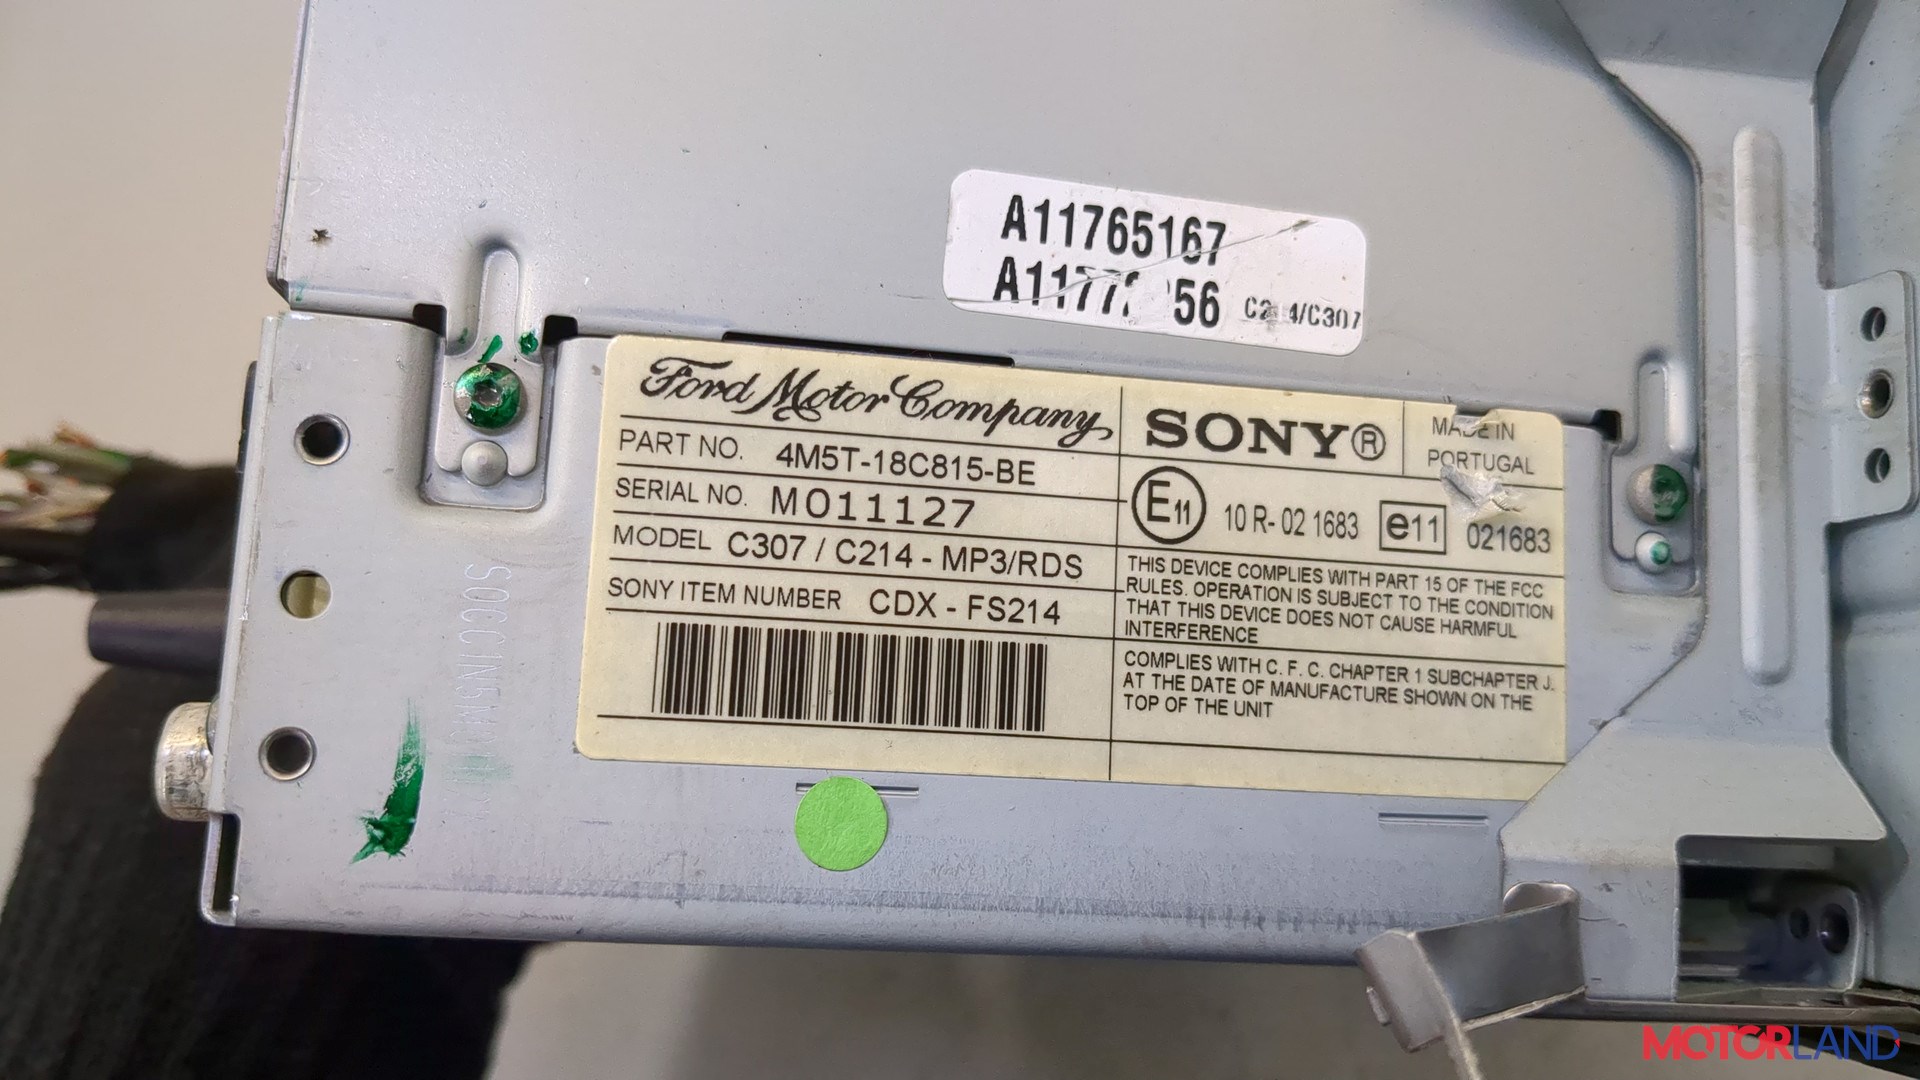 A11765167
56
C307
Ford Motor Company
PART NO. 4M5T-18C815-BE
SERIAL NO. M011127
MODEL C307 / C214 - MP3/RDS
SONY ITEM NUMBER CDX - FS214
SONY®
MADE IN
PORTUGAL
E11 10 R- 02 1683 e11 021683
THIS DEVICE COMPLIES WITH PART 15 OF THE FCC
RULES. OPERATION IS SUBJECT TO THE CONDITION
THAT THIS DEVICE DOES NOT CAUSE HARMFUL
INTERFERENCE
COMPLIES WITH C. F. C. CHAPTER 1 SUBCHAPTER J.
AT THE DATE OF MANUFACTURE SHOWN ON THE
TOP OF THE UNIT
MOTORLAND